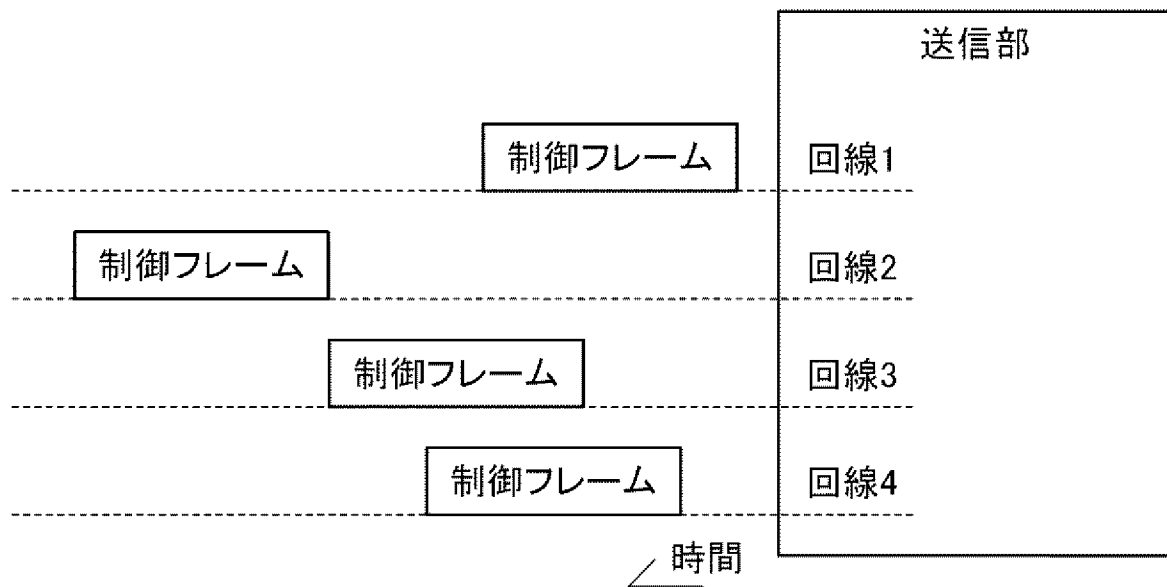 送信部
制御フレーム 回線1
制御フレーム 回線2
制御フレーム 回線3
制御フレーム 回線4
時間